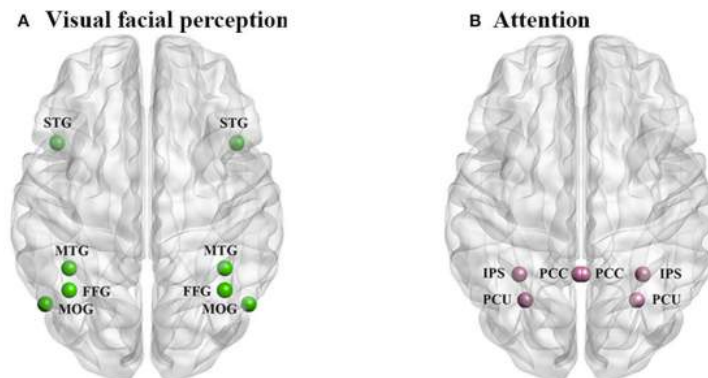 A Visual facial perception
B Attention
STG STG
MTG MTG
FFG FFG
MOG MOG
IPS PCC PCC IPS
PCU PCU